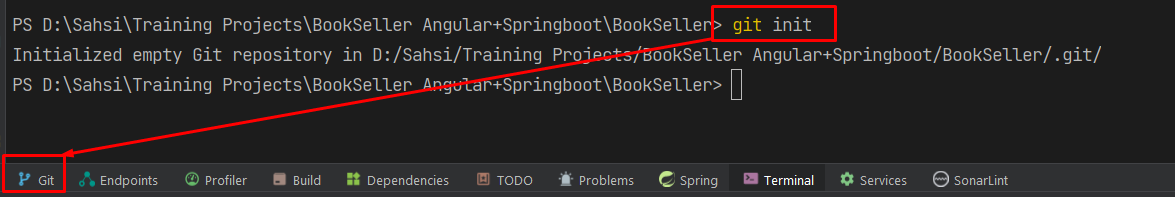 PS D:\Sahsi\Training Projects\BookSeller Angular+Springboot\BookSeller> git init
Initialized empty Git repository in D:/Sahsi/Training Projects/BookSeller Angular+Springboot/BookSeller/.git/
PS D:\Sahsi\Training Projects\BookSeller Angular+Springboot\BookSeller>
Git Endpoints Profiler Build Dependencies TODO Problems Spring Terminal Services SonarLint